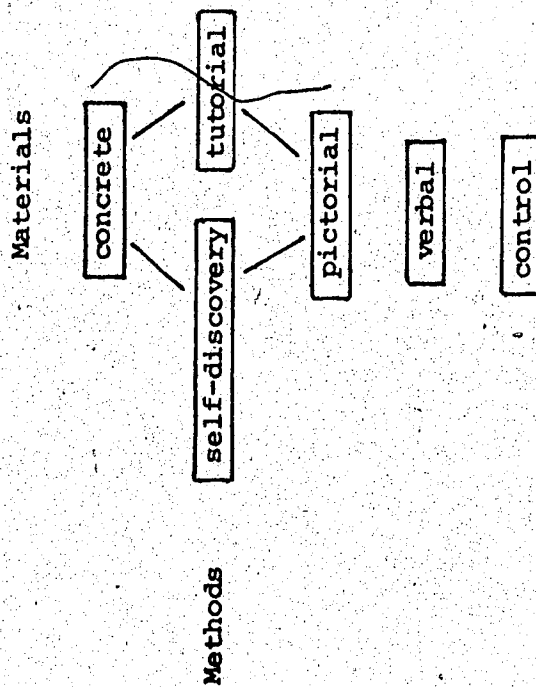 Materials
concrete
Methods self-discovery tutorial
pictorial
verbal
control